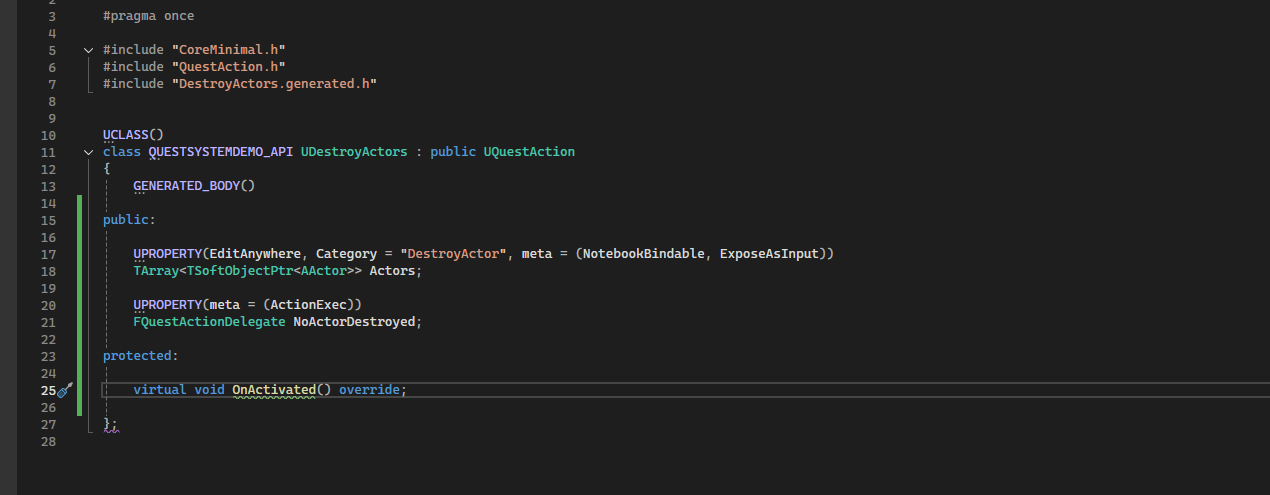 2
3 #pragma once
4
5 #include "CoreMinimal.h"
6 #include "QuestAction.h"
7 #include "DestroyActors.generated.h"
8
9
10 UCLASS()
11 class QUESTSYSTEMDEMO_API UDestroyActors : public UQuestAction
12 {
13 GENERATED_BODY()
14
15 public:
16
17 UPROPERTY(EditAnywhere, Category = "DestroyActor", meta = (NotebookBindable, ExposeAsInput))
18 TArray<TSoftObjectPtr<AActor>> Actors;
19
20 UPROPERTY(meta = (ActionExec))
21 FQuestActionDelegate NoActorDestroyed;
22
23 protected:
24
25 virtual void OnActivated() override;
26
27 };
28